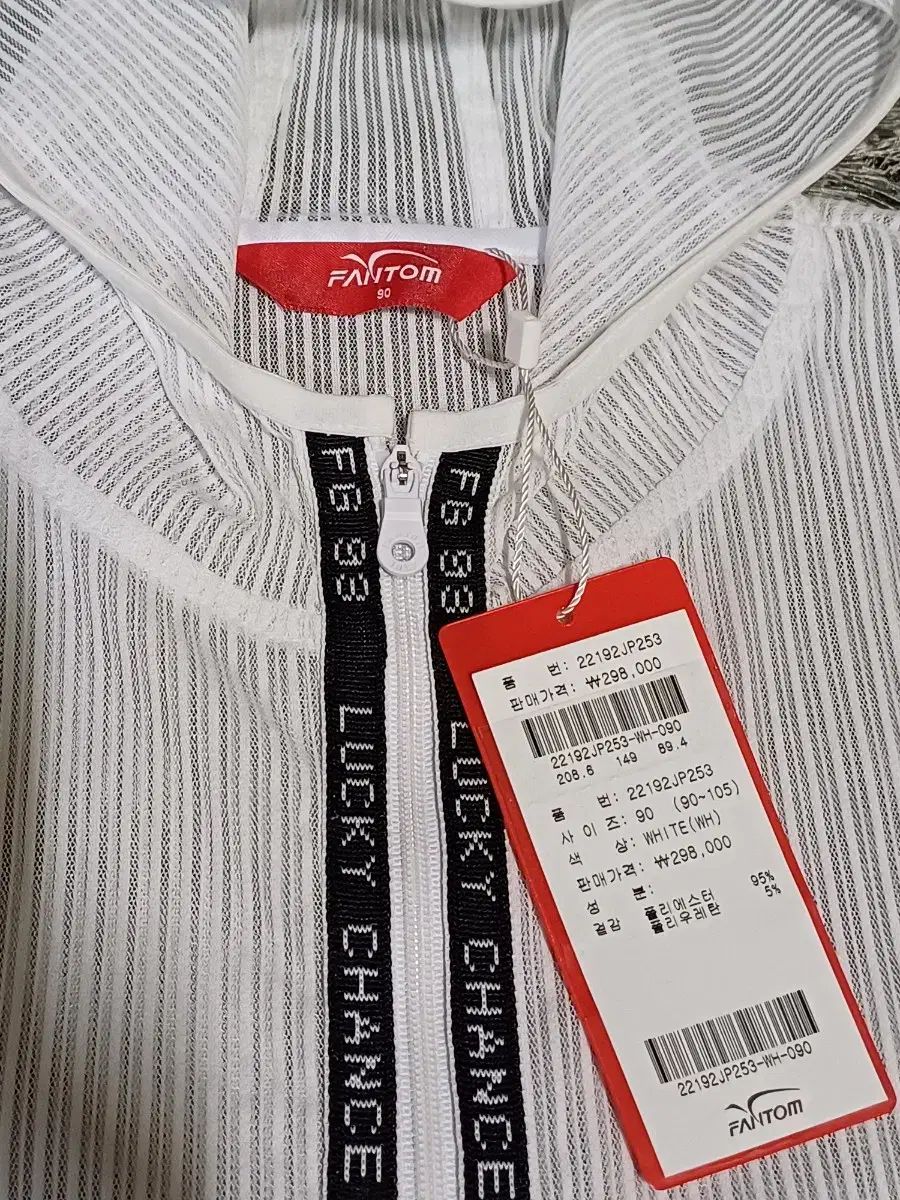 FANTOM
90
FG 88 LUCKY CHANCE
FG 88 LUCKY CHANCE
품 번: 22192JP253
판매가격: ₩298,000
22192JP253-WH-090
208.6 149 89.4
품 번: 22192JP253
사 이 즈: 90 (90~105)
색 상: WHITE(WH)
판매가격: ₩298,000
성 분:
겉감 폴리에스터 95%
폴리우레탄 5%
22192JP253-WH-090
FANTOM